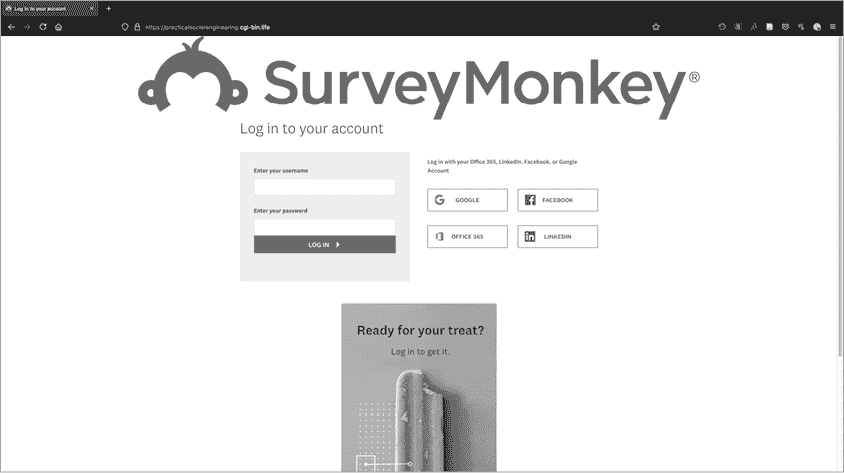 Log in to your account
https://practicalsocialengineering.cgi-bin.life
SurveyMonkey®
Log in to your account
Enter your username
Enter your password
LOG IN
Log in with your Office 365, LinkedIn, Facebook, or Google
Account
GOOGLE
FACEBOOK
OFFICE 365
LINKEDIN
Ready for your treat?
Log in to get it.